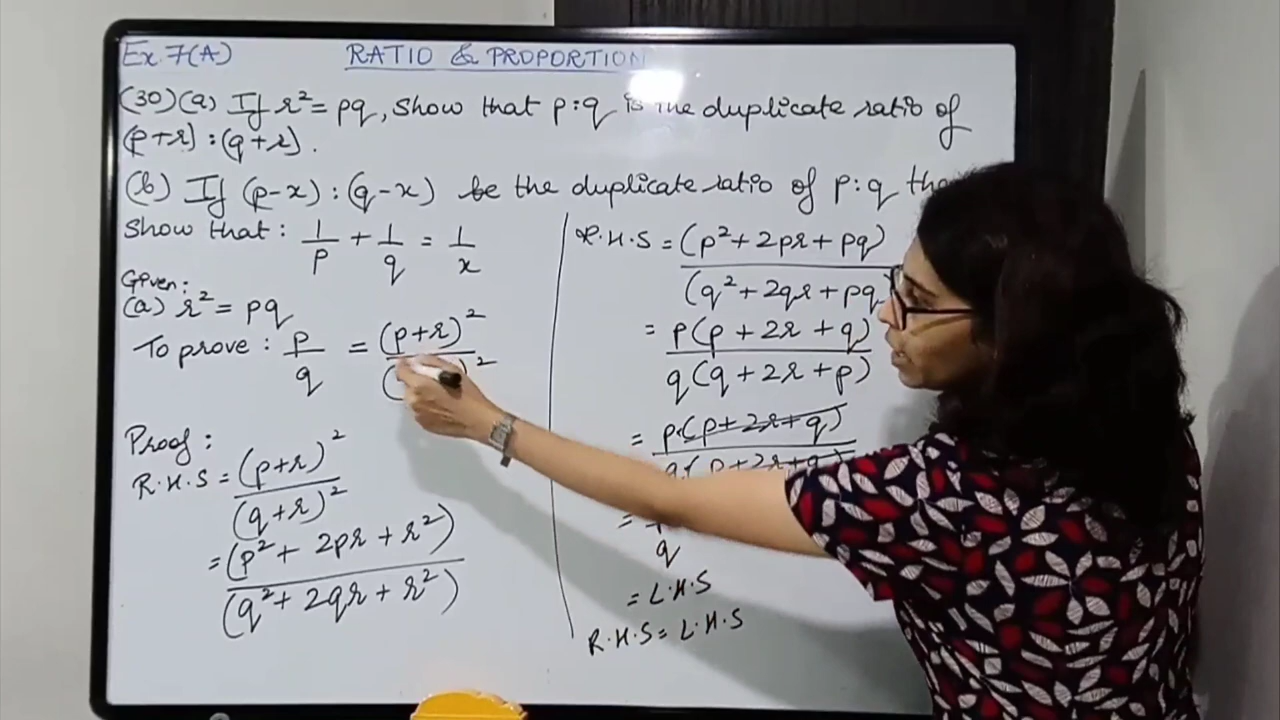 Ex.7(A) RATIO & PROPORTION
(30)(a) If r² = pq, Show that p:q is the duplicate ratio of
(p+r):(q+r).
(b) If (p-x):(q-x) be the duplicate ratio of p:q
Show that: 1/p + 1/q = 1/x
Given:
(a) r² = pq
To prove: p/q = (p+r)²/( )²
Proof:
R.H.S = (p+r)²/(q+r)²
= (p² + 2pr + r²)/(q² + 2qr + r²)
R.H.S = (p² + 2pr + pq)/(q² + 2qr + pq
= p(p + 2r + q)/q(q + 2r + p)
= p(p + 2r + q)/q(p + 2r + q)
= /q
= L.H.S
R.H.S = L.H.S